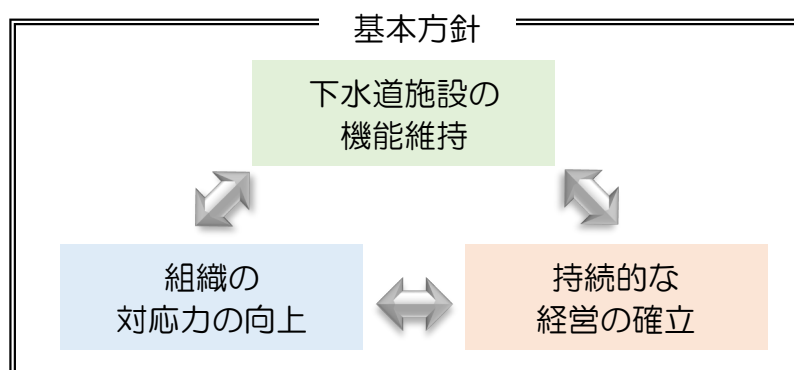 基本方針
下水道施設の
機能維持
組織の
対応力の向上
持続的な
経営の確立